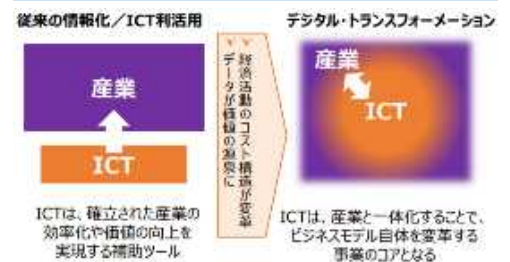 従来の情報化／ICT利活用
産業
ICT
ICTは、確立された産業の
効率化や価値の向上を
実現する補助ツール
経済活動のコスト構造が変革
データが価値の源泉に
デジタル・トランスフォーメーション
産業
ICT
ICTは、産業と一体化することで、
ビジネスモデル自体を変革する
事業のコアとなる